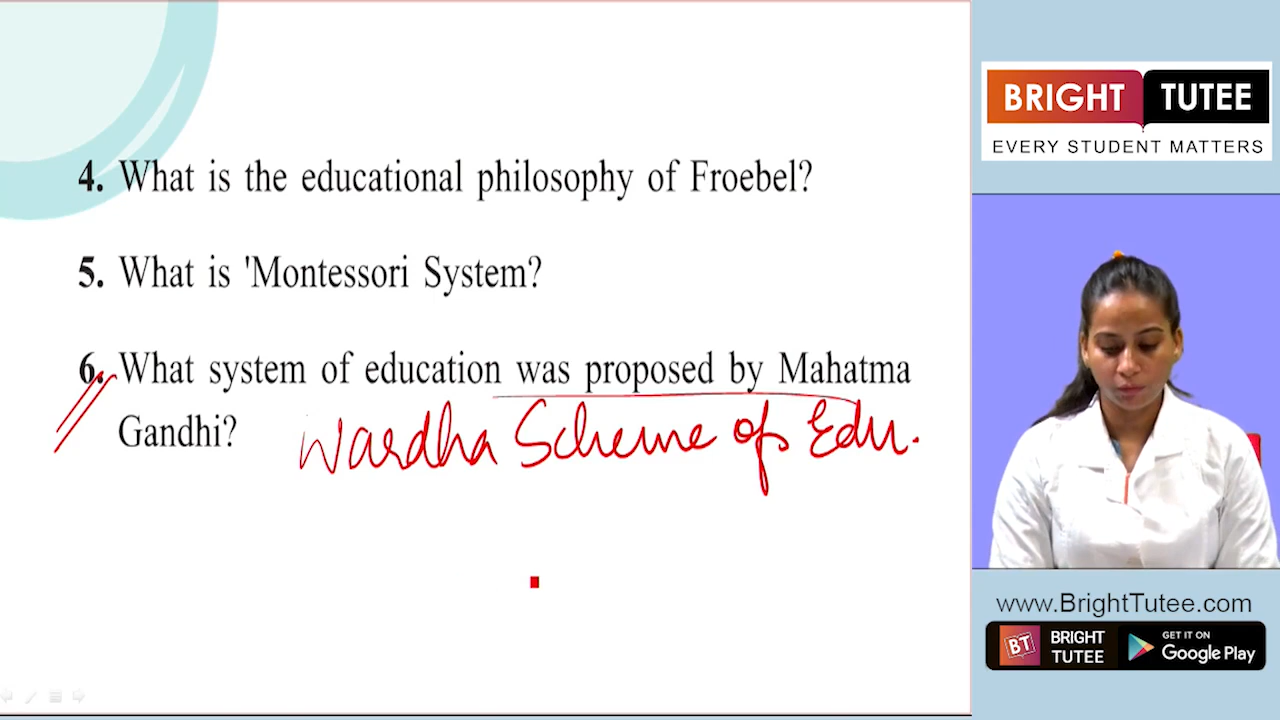 4. What is the educational philosophy of Froebel?
5. What is 'Montessori System?
6. What system of education was proposed by Mahatma
Gandhi?
Wardha Scheme of Edu.
BRIGHT TUTEE
EVERY STUDENT MATTERS
www.BrightTutee.com
BT
BRIGHT
TUTEE
GET IT ON
Google Play